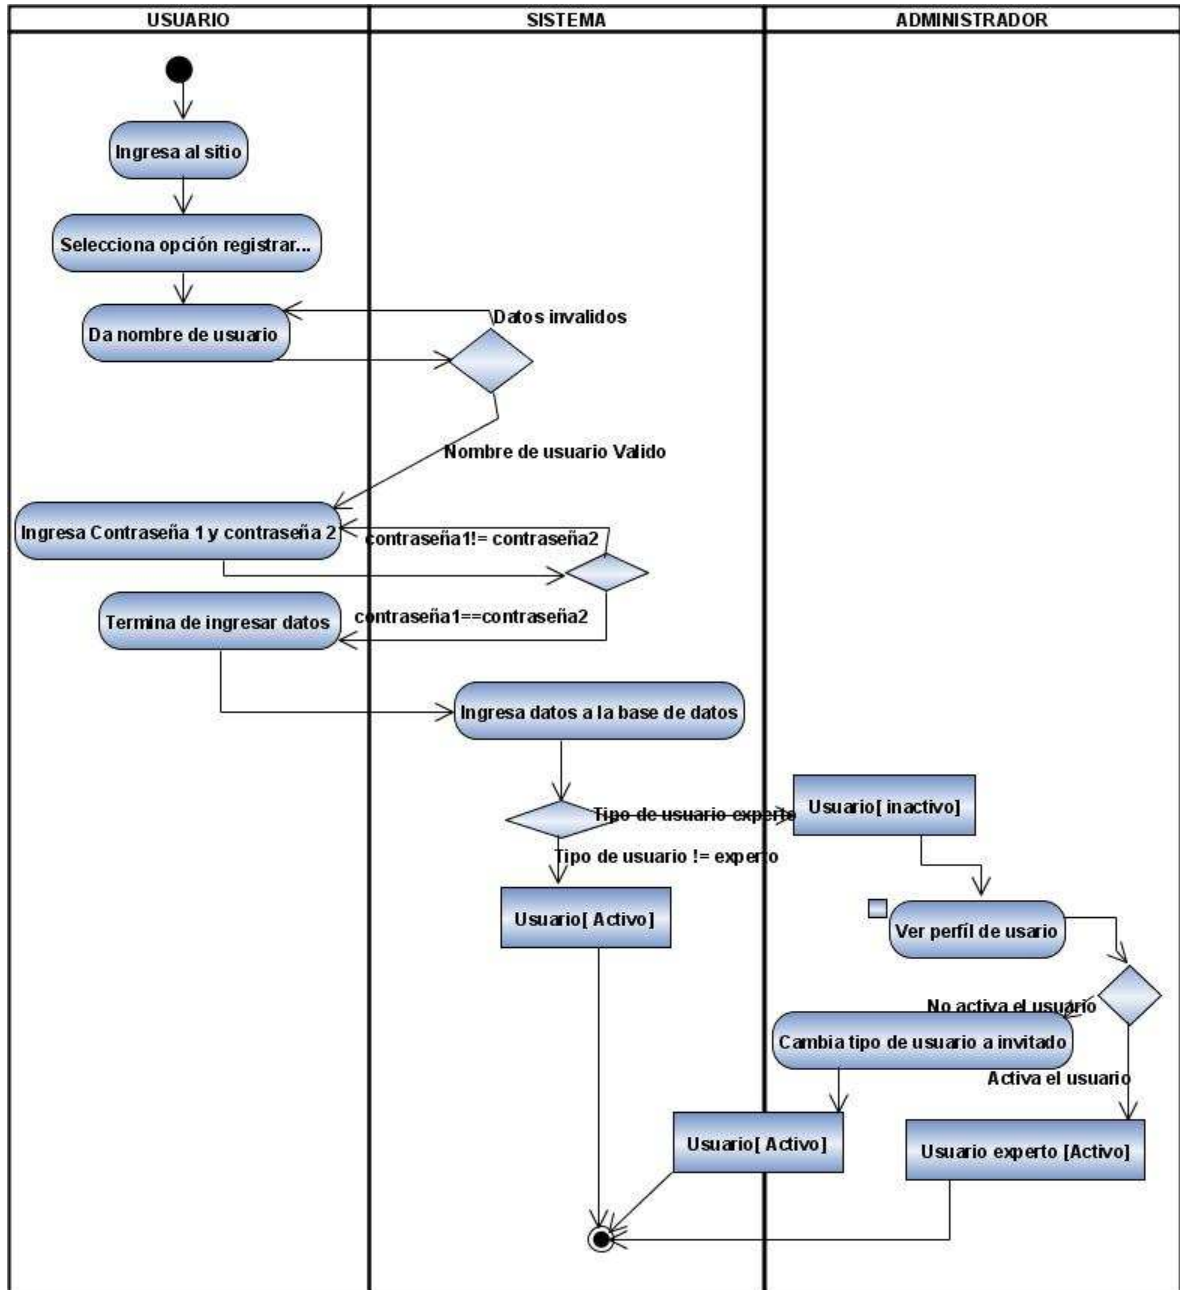 USUARIO
SISTEMA
ADMINISTRADOR
Ingresa al sitio
Selecciona opción registrar...
Da nombre de usuario
Datos invalidos
Nombre de usuario Valido
Ingresa Contraseña 1 y contraseña 2
contraseña1!= contraseña2
Termina de ingresar datos
contraseña1==contraseña2
Ingresa datos a la base de datos
Tipo de usuario experto
Usuario[ inactivo]
Tipo de usuario != experto
Usuario[ Activo]
Ver perfíl de usario
No activa el usuario
Cambia tipo de usuario a invitado
Activa el usuario
Usuario[ Activo]
Usuario experto [Activo]